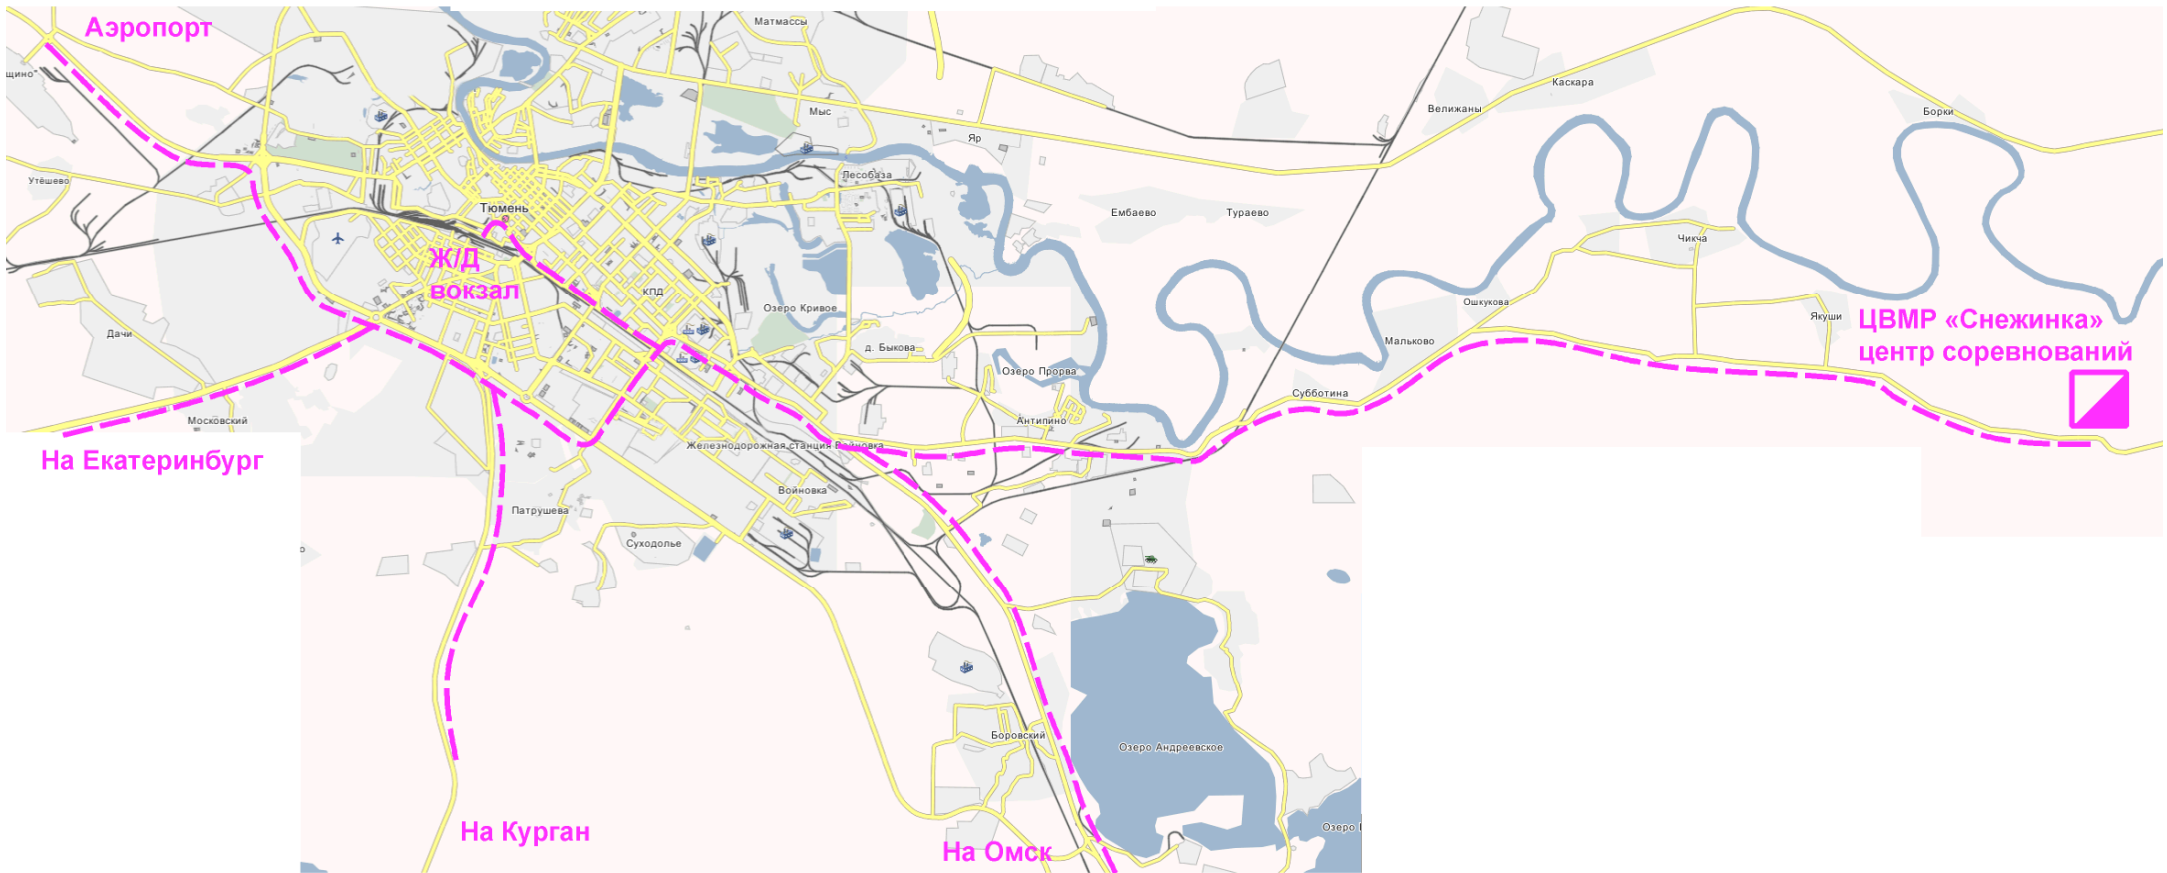 Аэропорт
Матмассы
щино"
Каскара
Велижаны
Борки
Мыс
Яр
Утёшево
Лесобаза
Тюмень
Ембаево
Тураево
Чикча
Ж/Д
вокзал
КПД
Озеро Кривое
Ошкукова
Якуши
ЦВМР «Снежинка»
центр соревнований
Дачи
д. Быкова
Мальково
Озеро Прорва
Субботина
Московский
Антипино
Железнодорожная станция Войновка
На Екатеринбург
Войновка
Патрушева
Суходолье
о
Боровский
Озеро Андреевское
На Курган
Озеро
На Омск